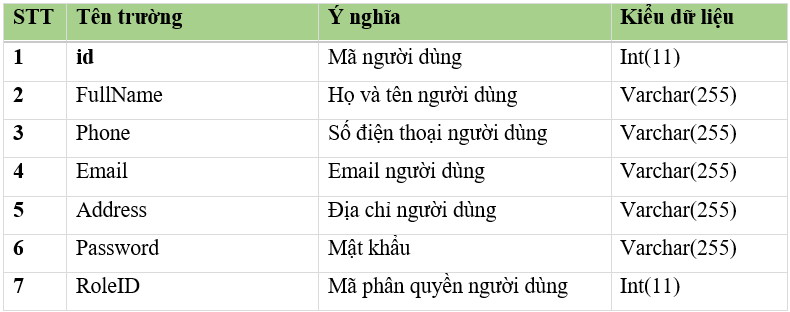 STT Tên trường Ý nghĩa Kiểu dữ liệu
1 id Mã người dùng Int(11)
2 FullName Họ và tên người dùng Varchar(255)
3 Phone Số điện thoại người dùng Varchar(255)
4 Email Email người dùng Varchar(255)
5 Address Địa chỉ người dùng Varchar(255)
6 Password Mật khẩu Varchar(255)
7 RoleID Mã phân quyền người dùng Int(11)